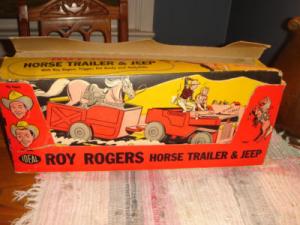 HORSE TRAILER & JEEP
With Roy Rogers, Trigger, Pat Brady and Nellybelle
IDEAL
ROY ROGERS HORSE TRAILER & JEEP